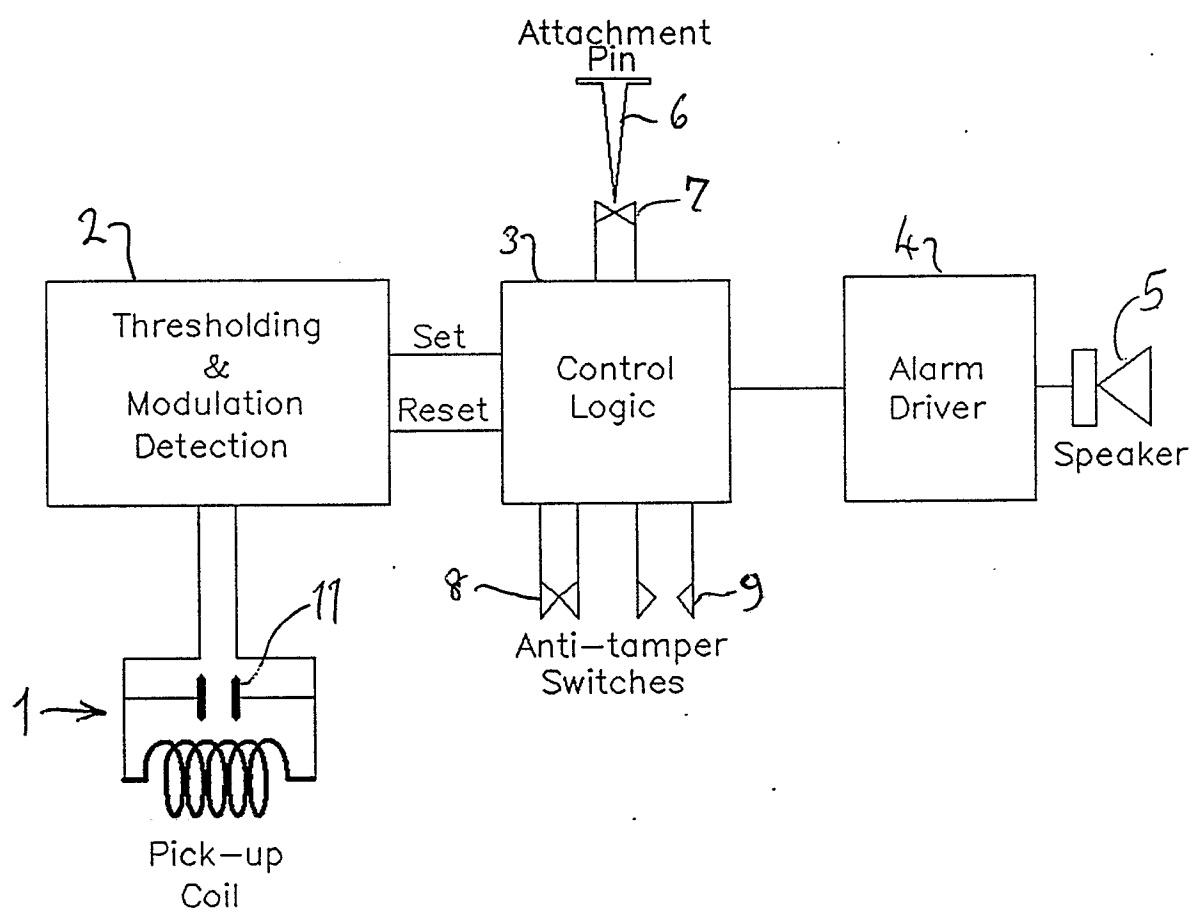 Attachment
Pin
6
7
2
3
4
5
Thresholding
&
Modulation
Detection
Set
Reset
Control
Logic
Alarm
Driver
Speaker
8
9
Anti-tamper
Switches
11
1
Pick-up
Coil